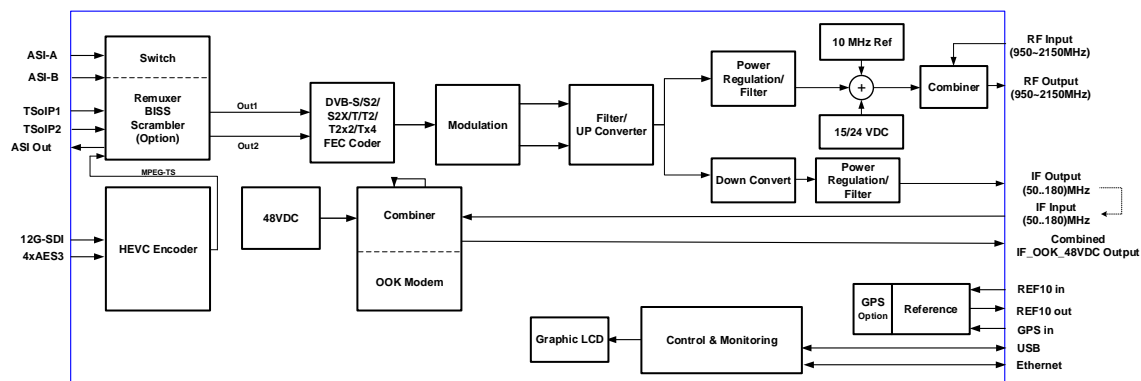 ASI-A
ASI-B
TSoIP1
TSoIP2
ASI Out
12G-SDI
4xAES3
Switch
Remuxer
BISS
Scrambler
(Option)
Out1
Out2
MPEG-TS
HEVC Encoder
DVB-S/S2/
S2X/T/T2/
T2x2/Tx4
FEC Coder
Modulation
Filter/
UP Converter
Power
Regulation/
Filter
10 MHz Ref
+
15/24 VDC
Combiner
Down Convert
Power
Regulation/
Filter
48VDC
Combiner
OOK Modem
Graphic LCD
Control & Monitoring
GPS
Option
Reference
RF Input
(950~2150MHz)
RF Output
(950~2150MHz)
IF Output
(50..180)MHz
IF Input
(50..180)MHz
Combined
IF_OOK_48VDC Output
REF10 in
REF10 out
GPS in
USB
Ethernet